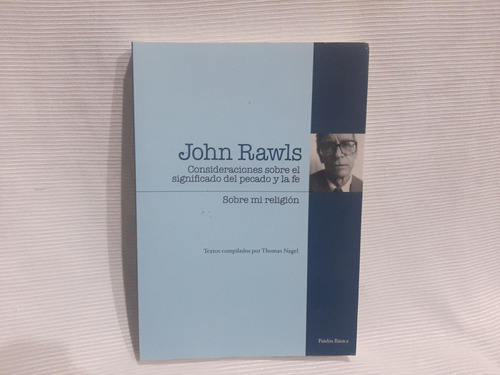 John Rawls
Consideraciones sobre el
significado del pecado y la fe
Sobre mi religión
Textos compilados por Thomas Nagel
Paidós Básica